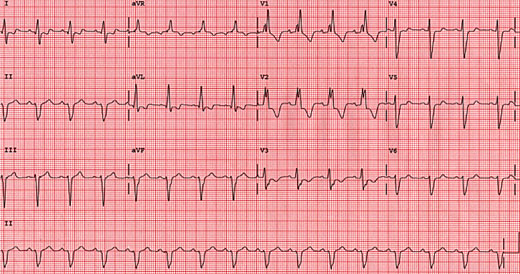 I aVR V1 V4
II aVL V2 V5
III aVF V3 V6
II